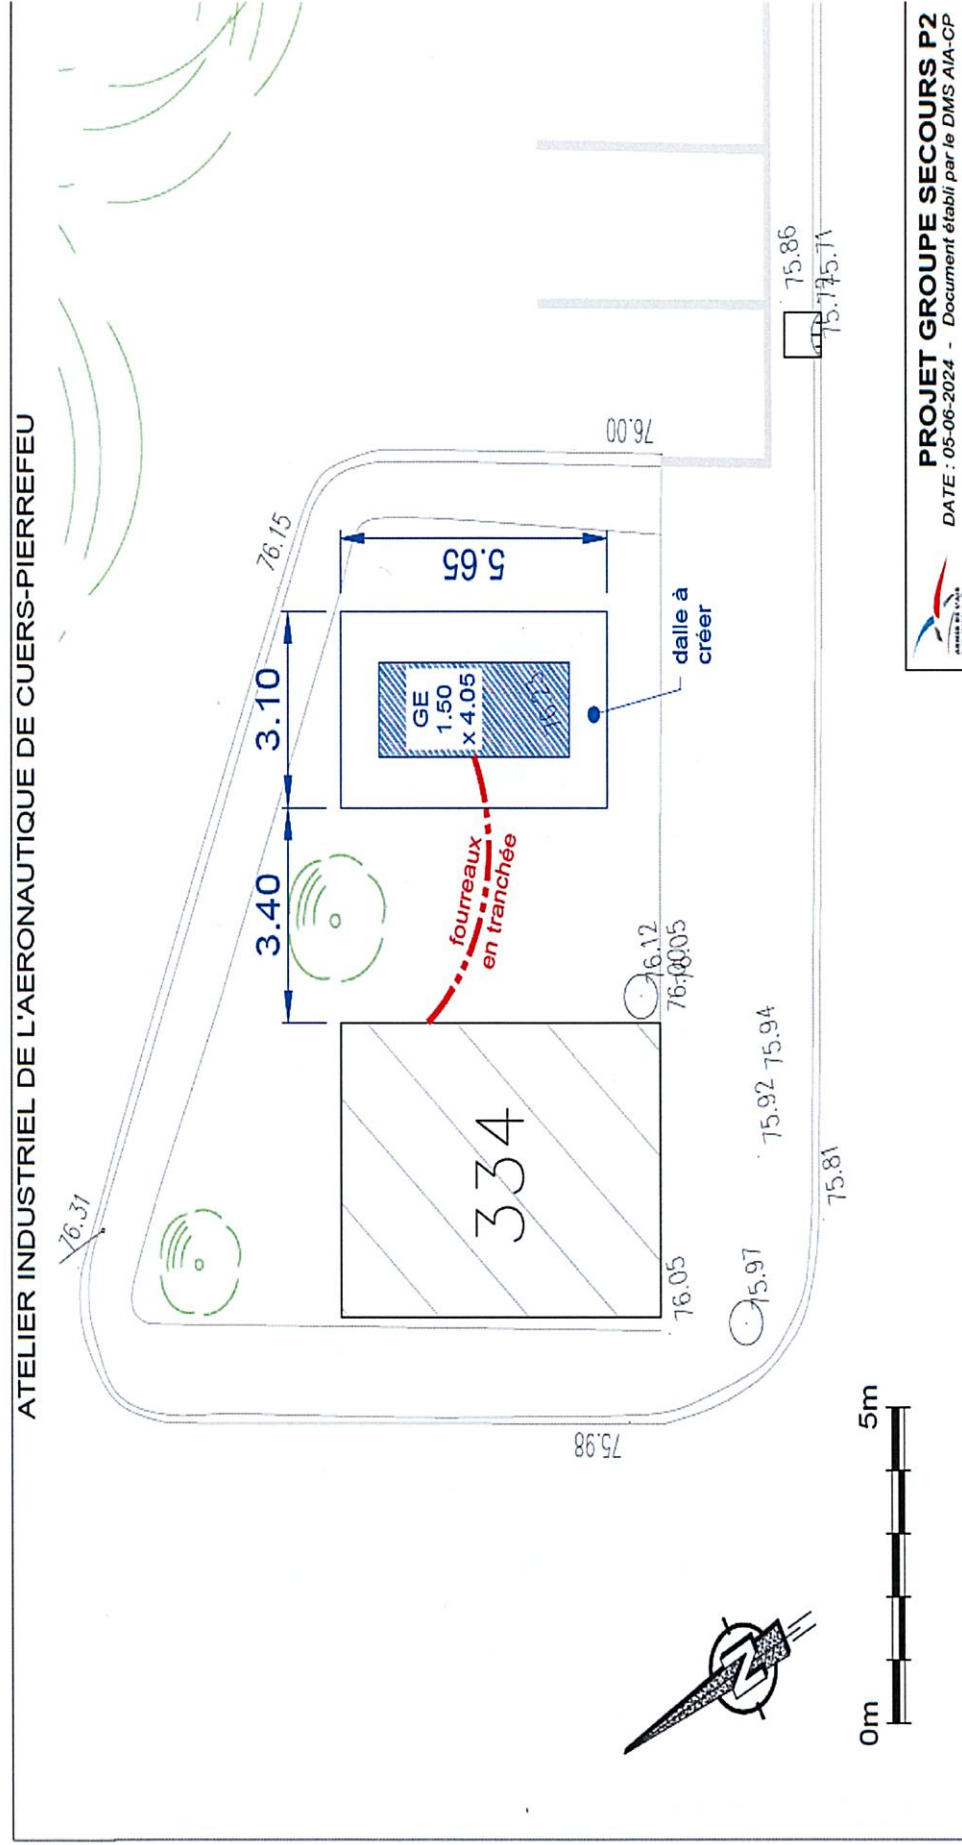 ATELIER INDUSTRIEL DE L'AERONAUTIQUE DE CUERS-PIERREFEU
76.31
76.15
3.40
3.10
5.65
GE
1.50
x 4.05
fourreaux
en tranchée
dalle à
créer
334
76.00
76.12
76.05
76.05
75.98
75.97
75.92
75.94
75.81
75.86
75.71
N
0m
5m
PROJET GROUPE SECOURS P2
DATE : 05-06-2024 - Document établi par le DMS AIA-CP